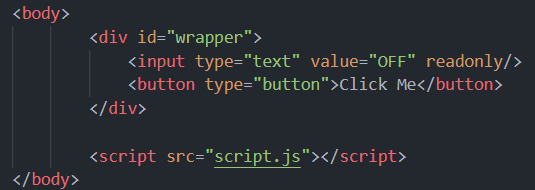 <body>
<div id="wrapper">
<input type="text" value="OFF" readonly/>
<button type="button">Click Me</button>
</div>
<script src="script.js"></script>
</body>